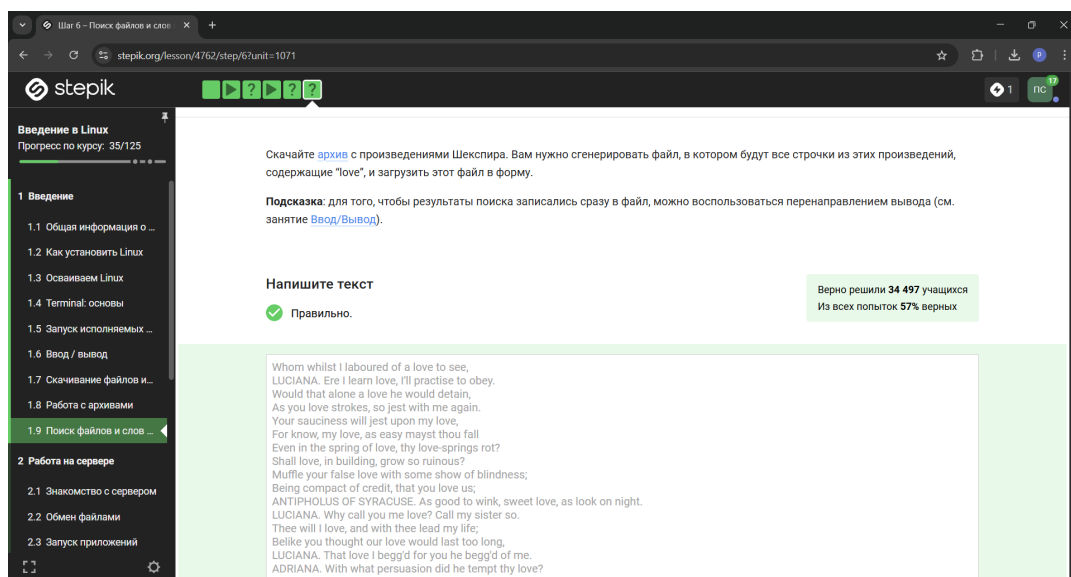 Шаг 6 – Поиск файлов и слов
stepik.org/lesson/4762/step/6?unit=1071
P
stepik
? ? ?
1
ПС
17
Введение в Linux
Прогресс по курсу: 35/125
1 Введение
1.1 Общая информация о ...
1.2 Как установить Linux
1.3 Осваиваем Linux
1.4 Terminal: основы
1.5 Запуск исполняемых ...
1.6 Ввод / вывод
1.7 Скачивание файлов и...
1.8 Работа с архивами
1.9 Поиск файлов и слов ...
2 Работа на сервере
2.1 Знакомство с сервером
2.2 Обмен файлами
2.3 Запуск приложений
Скачайте архив с произведениями Шекспира. Вам нужно сгенерировать файл, в котором будут все строчки из этих произведений,
содержащие "love", и загрузить этот файл в форму.
Подсказка: для того, чтобы результаты поиска записались сразу в файл, можно воспользоваться перенаправлением вывода (см.
занятие Ввод/Вывод).
Напишите текст
Правильно.
Верно решили 34 497 учащихся
Из всех попыток 57% верных
Whom whilst I laboured of a love to see,
LUCIANA. Ere I learn love, I'll practise to obey.
Would that alone a love he would detain,
As you love strokes, so jest with me again.
Your sauciness will jest upon my love,
For know, my love, as easy mayst thou fall
Even in the spring of love, thy love-springs rot?
Shall love, in building, grow so ruinous?
Muffle your false love with some show of blindness;
Being compact of credit, that you love us;
ANTIPHOLUS OF SYRACUSE. As good to wink, sweet love, as look on night.
LUCIANA. Why call you me love? Call my sister so.
Thee will I love, and with thee lead my life;
Belike you thought our love would last too long,
LUCIANA. That love I begg'd for you he begg'd of me.
ADRIANA. With what persuasion did he tempt thy love?